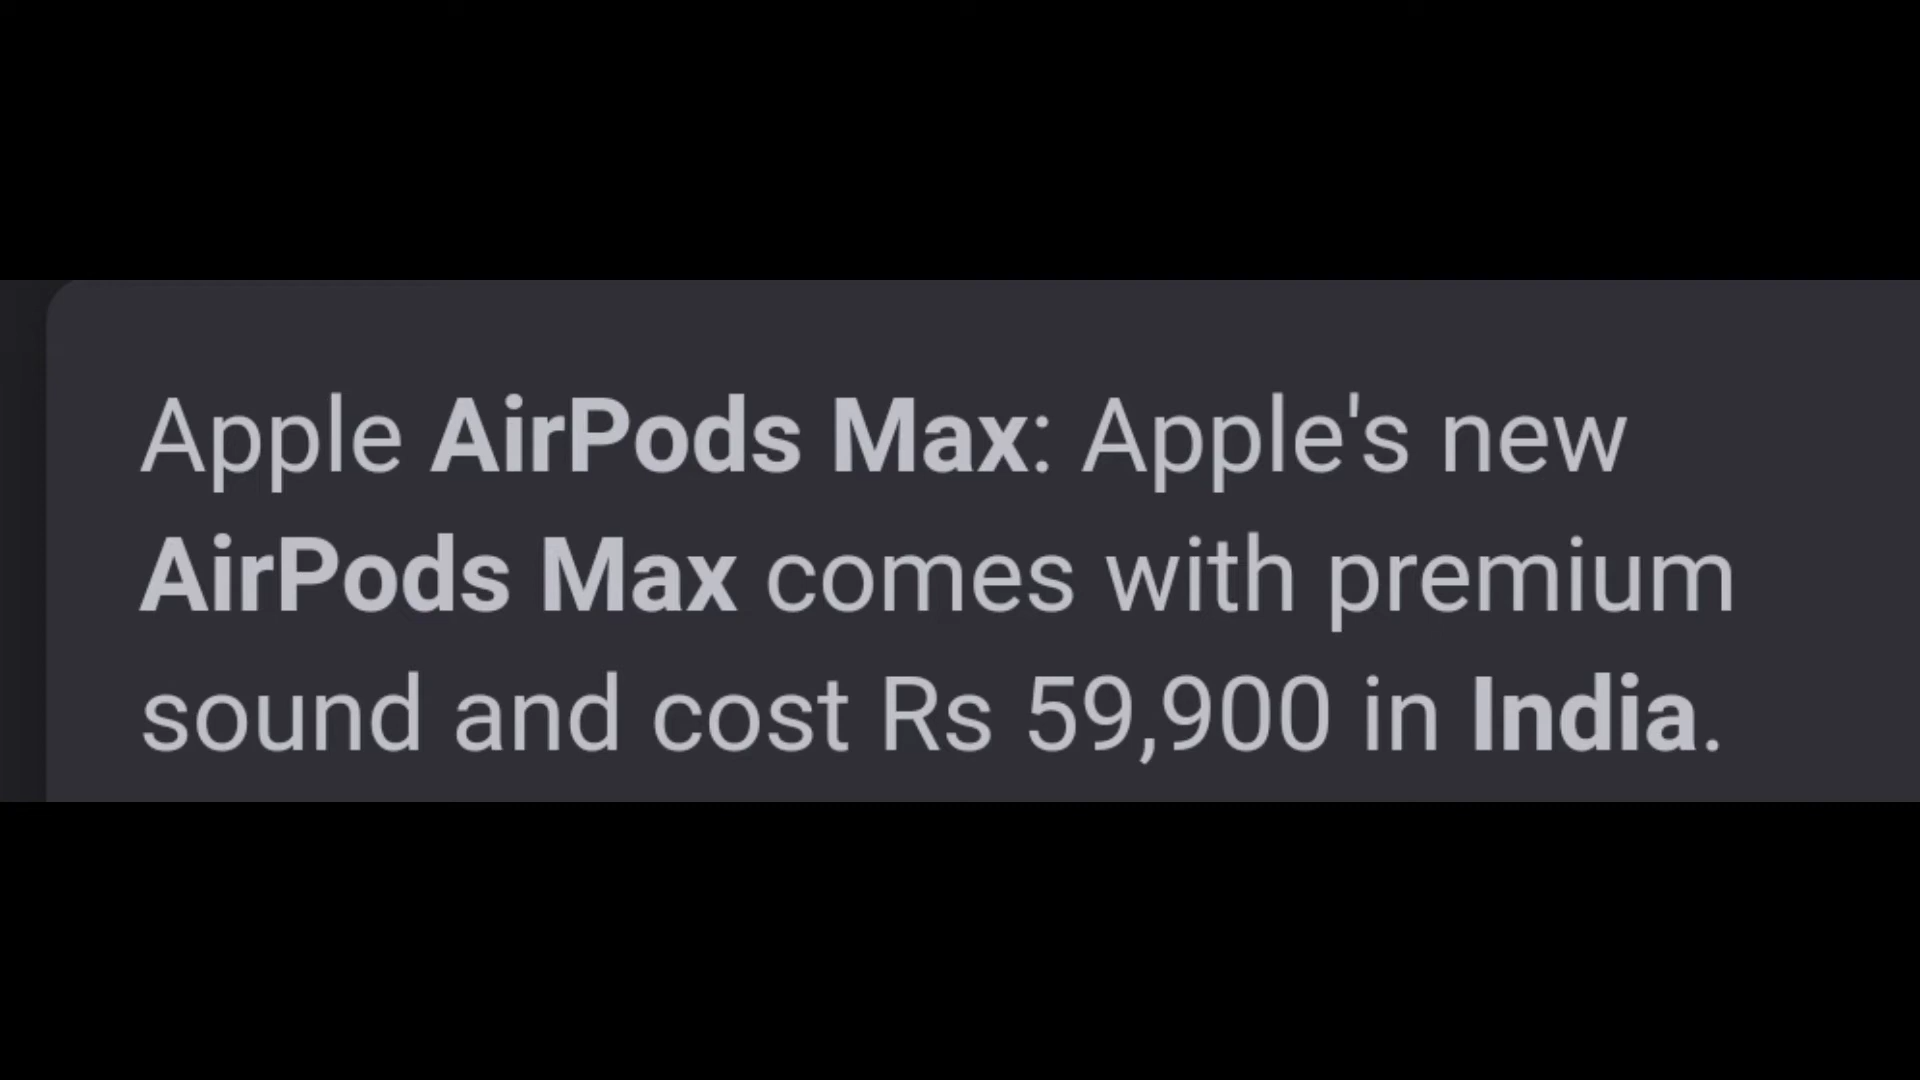 Apple AirPods Max: Apple's new
AirPods Max comes with premium
sound and cost Rs 59,900 in India.